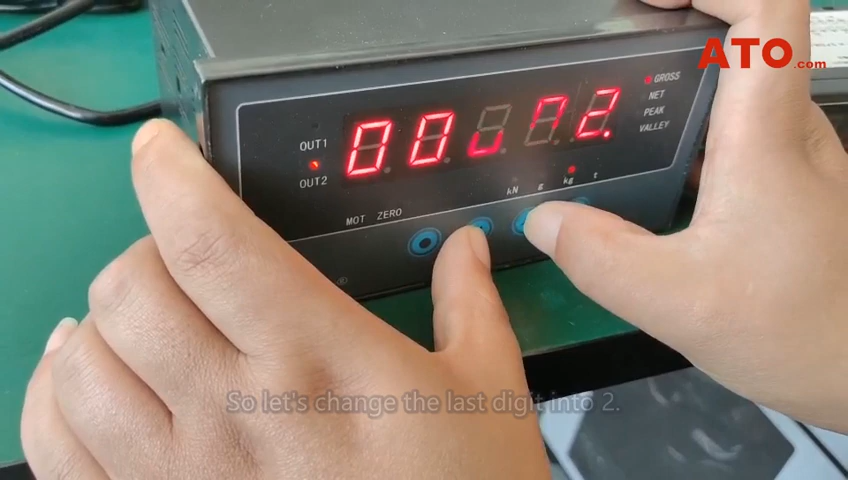 ATO.com
GROSS
NET
PEAK
VALLEY
OUT1
OUT2
kN g kg t
MOT ZERO
So let's change the last digit into 2.